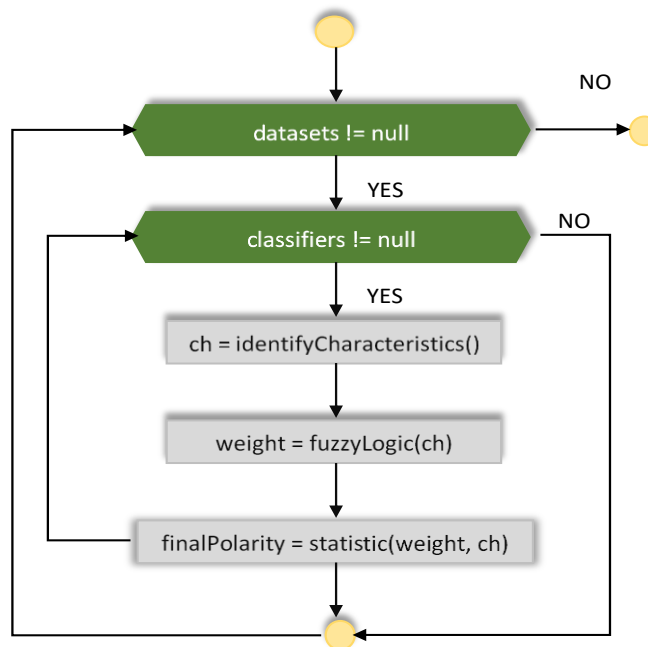 NO
datasets != null
YES
classifiers != null
NO
YES
ch = identifyCharacteristics()
weight = fuzzyLogic(ch)
finalPolarity = statistic(weight, ch)